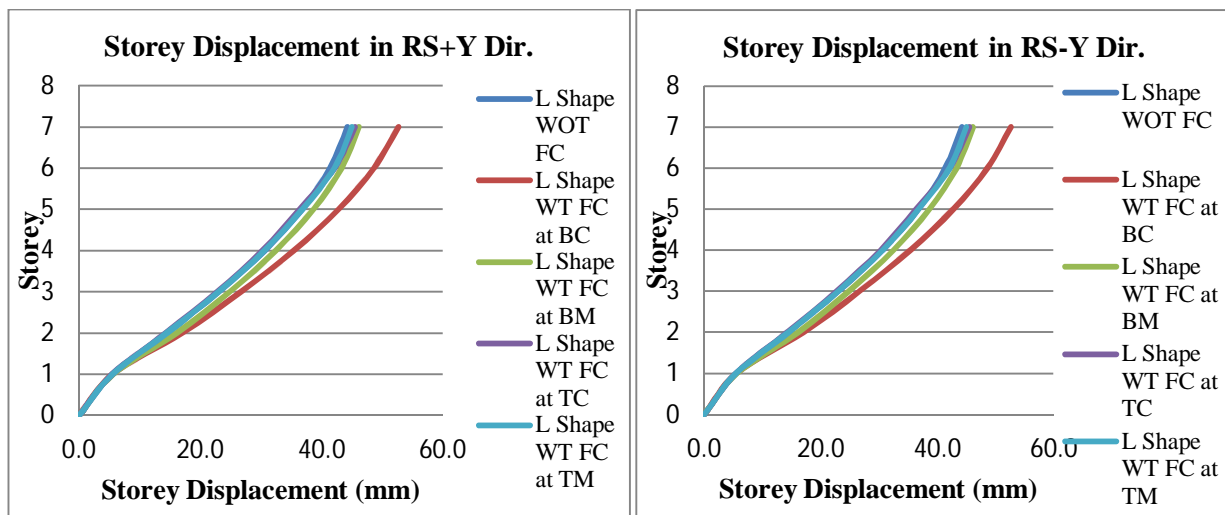 Storey Displacement in RS+Y Dir.
8
7
6
5
4
3
2
1
0
Storey
0.0
20.0
40.0
60.0
Storey Displacement (mm)
L Shape
WOT
FC
L Shape
WT FC
at BC
L Shape
WT FC
at BM
L Shape
WT FC
at TC
L Shape
WT FC
at TM
Storey Displacement in RS-Y Dir.
8
7
6
5
4
3
2
1
0
Storey
0.0
20.0
40.0
60.0
Storey Displacement (mm)
L Shape
WOT FC
L Shape
WT FC at
BC
L Shape
WT FC at
BM
L Shape
WT FC at
TC
L Shape
WT FC at
TM